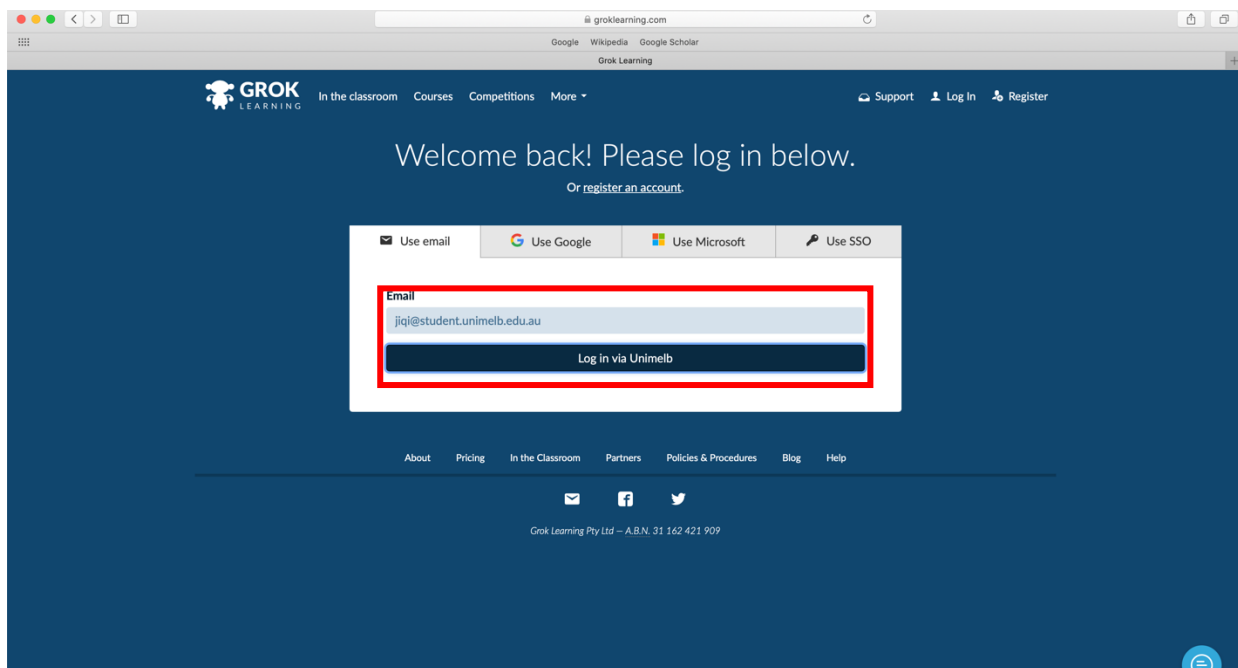 groklearning.com
Google Wikipedia Google Scholar
Grok Learning
GROK
LEARNING
In the classroom Courses Competitions More Support Log In Register
Welcome back! Please log in below.
Or register an account.
Use email Use Google Use Microsoft Use SSO
Email
jiqi@student.unimelb.edu.au
Log in via Unimelb
About Pricing In the Classroom Partners Policies & Procedures Blog Help
Grok Learning Pty Ltd — A.B.N. 31 162 421 909